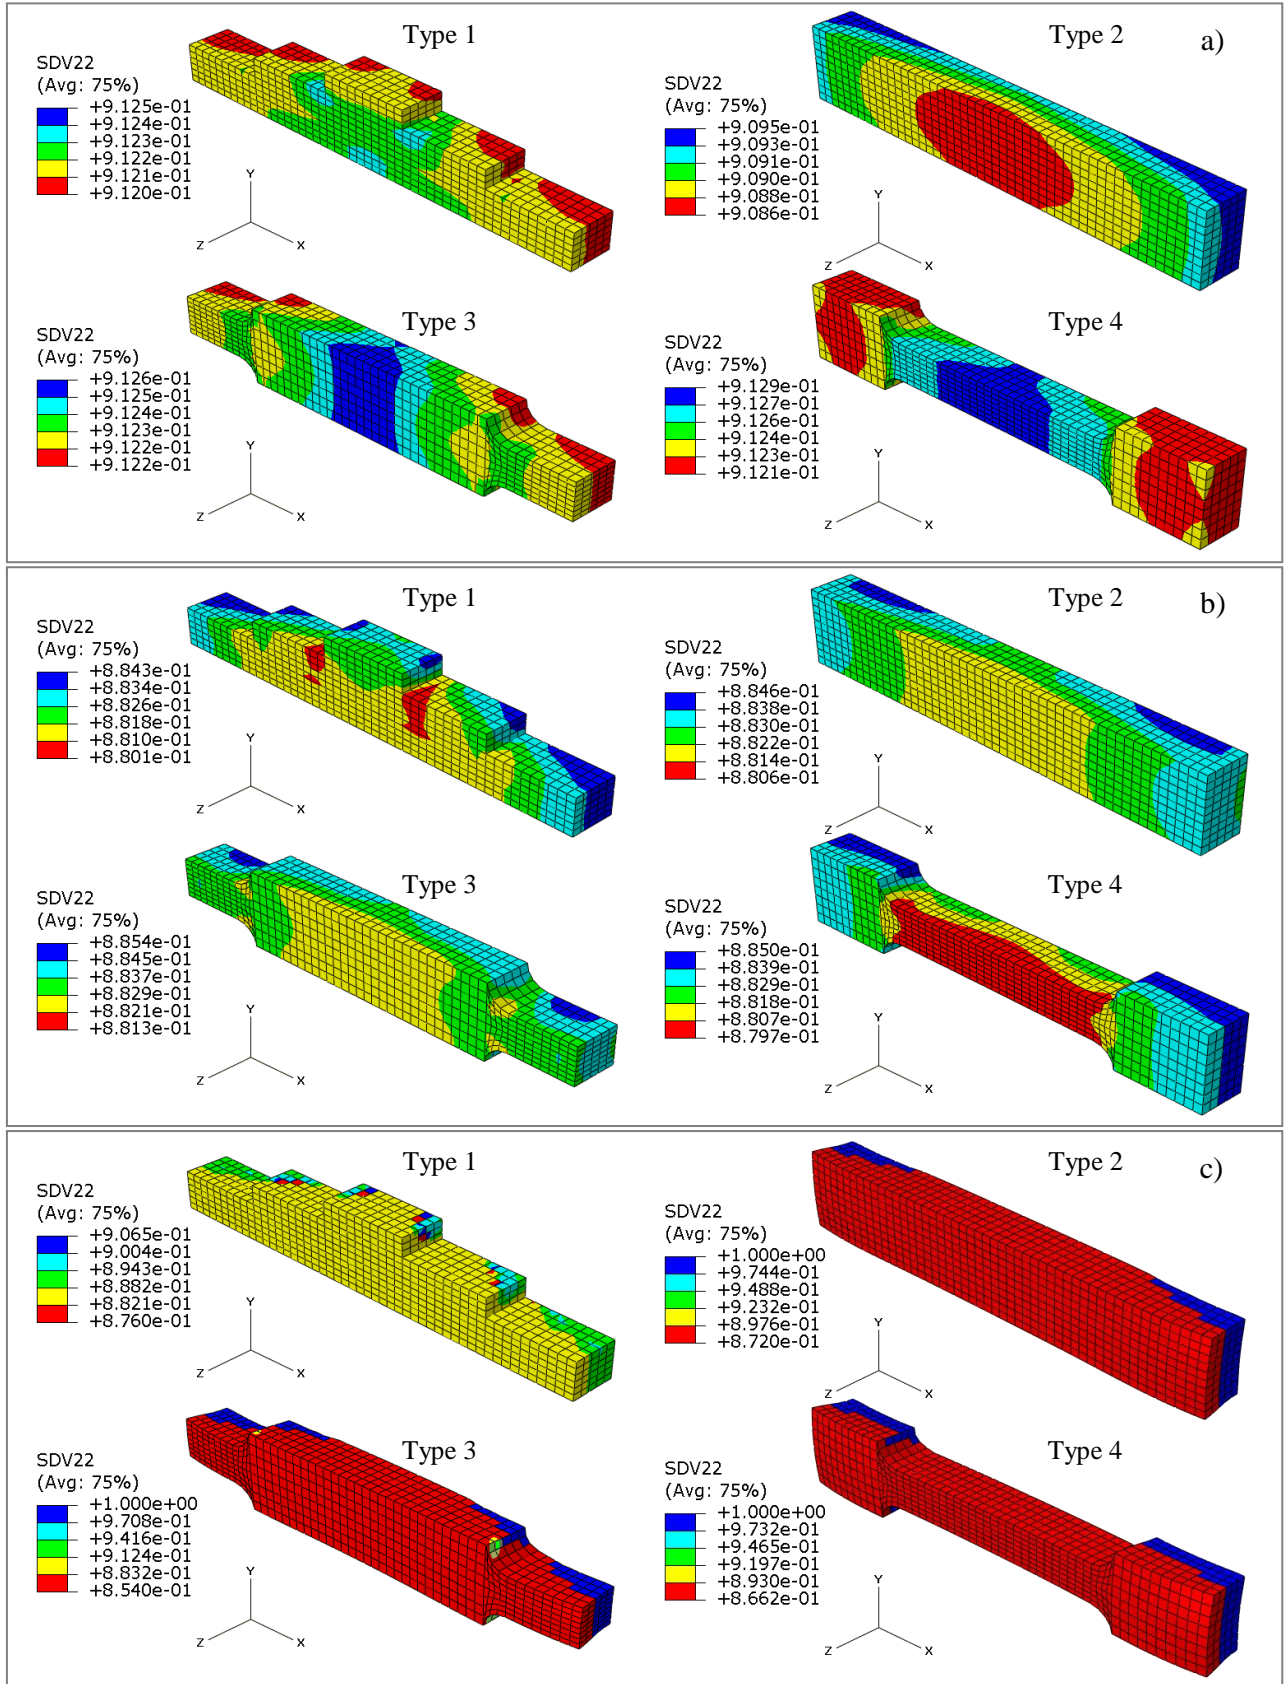 Type 1
SDV22
(Avg: 75%)
+9.125e-01
+9.124e-01
+9.123e-01
+9.122e-01
+9.121e-01
+9.120e-01
Y
Z
X
Type 2
a)
SDV22
(Avg: 75%)
+9.095e-01
+9.093e-01
+9.091e-01
+9.090e-01
+9.088e-01
+9.086e-01
Y
Z
X
Type 3
SDV22
(Avg: 75%)
+9.126e-01
+9.125e-01
+9.124e-01
+9.123e-01
+9.122e-01
+9.122e-01
Y
Z
X
Type 4
SDV22
(Avg: 75%)
+9.129e-01
+9.127e-01
+9.126e-01
+9.124e-01
+9.123e-01
+9.121e-01
Y
Z
X
Type 1
SDV22
(Avg: 75%)
+8.843e-01
+8.834e-01
+8.826e-01
+8.818e-01
+8.810e-01
+8.801e-01
Y
Z
X
Type 2
b)
SDV22
(Avg: 75%)
+8.846e-01
+8.838e-01
+8.830e-01
+8.822e-01
+8.814e-01
+8.806e-01
Y
Z
X
Type 3
SDV22
(Avg: 75%)
+8.854e-01
+8.845e-01
+8.837e-01
+8.829e-01
+8.821e-01
+8.813e-01
Y
Z
X
Type 4
SDV22
(Avg: 75%)
+8.850e-01
+8.839e-01
+8.829e-01
+8.818e-01
+8.807e-01
+8.797e-01
Y
Z
X
Type 1
SDV22
(Avg: 75%)
+9.065e-01
+9.004e-01
+8.943e-01
+8.882e-01
+8.821e-01
+8.760e-01
Y
Z
X
Type 2
c)
SDV22
(Avg: 75%)
+1.000e+00
+9.744e-01
+9.488e-01
+9.232e-01
+8.976e-01
+8.720e-01
Y
Z
X
Type 3
SDV22
(Avg: 75%)
+1.000e+00
+9.708e-01
+9.416e-01
+9.124e-01
+8.832e-01
+8.540e-01
Y
Z
X
Type 4
SDV22
(Avg: 75%)
+1.000e+00
+9.732e-01
+9.465e-01
+9.197e-01
+8.930e-01
+8.662e-01
Y
Z
X